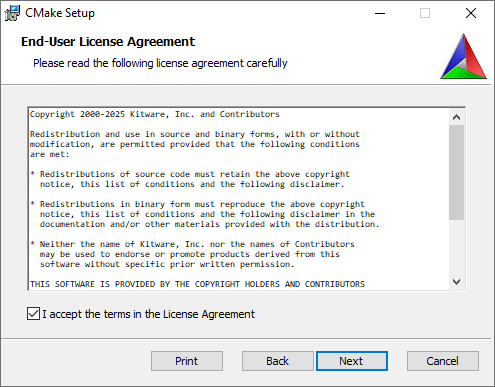 CMake Setup
End-User License Agreement
Please read the following license agreement carefully
Copyright 2000-2025 Kitware, Inc. and Contributors
Redistribution and use in source and binary forms, with or without
modification, are permitted provided that the following conditions
are met:
* Redistributions of source code must retain the above copyright
notice, this list of conditions and the following disclaimer.
* Redistributions in binary form must reproduce the above copyright
notice, this list of conditions and the following disclaimer in the
documentation and/or other materials provided with the distribution.
* Neither the name of Kitware, Inc. nor the names of Contributors
may be used to endorse or promote products derived from this
software without specific prior written permission.
THIS SOFTWARE IS PROVIDED BY THE COPYRIGHT HOLDERS AND CONTRIBUTORS
I accept the terms in the License Agreement
Print Back Next Cancel